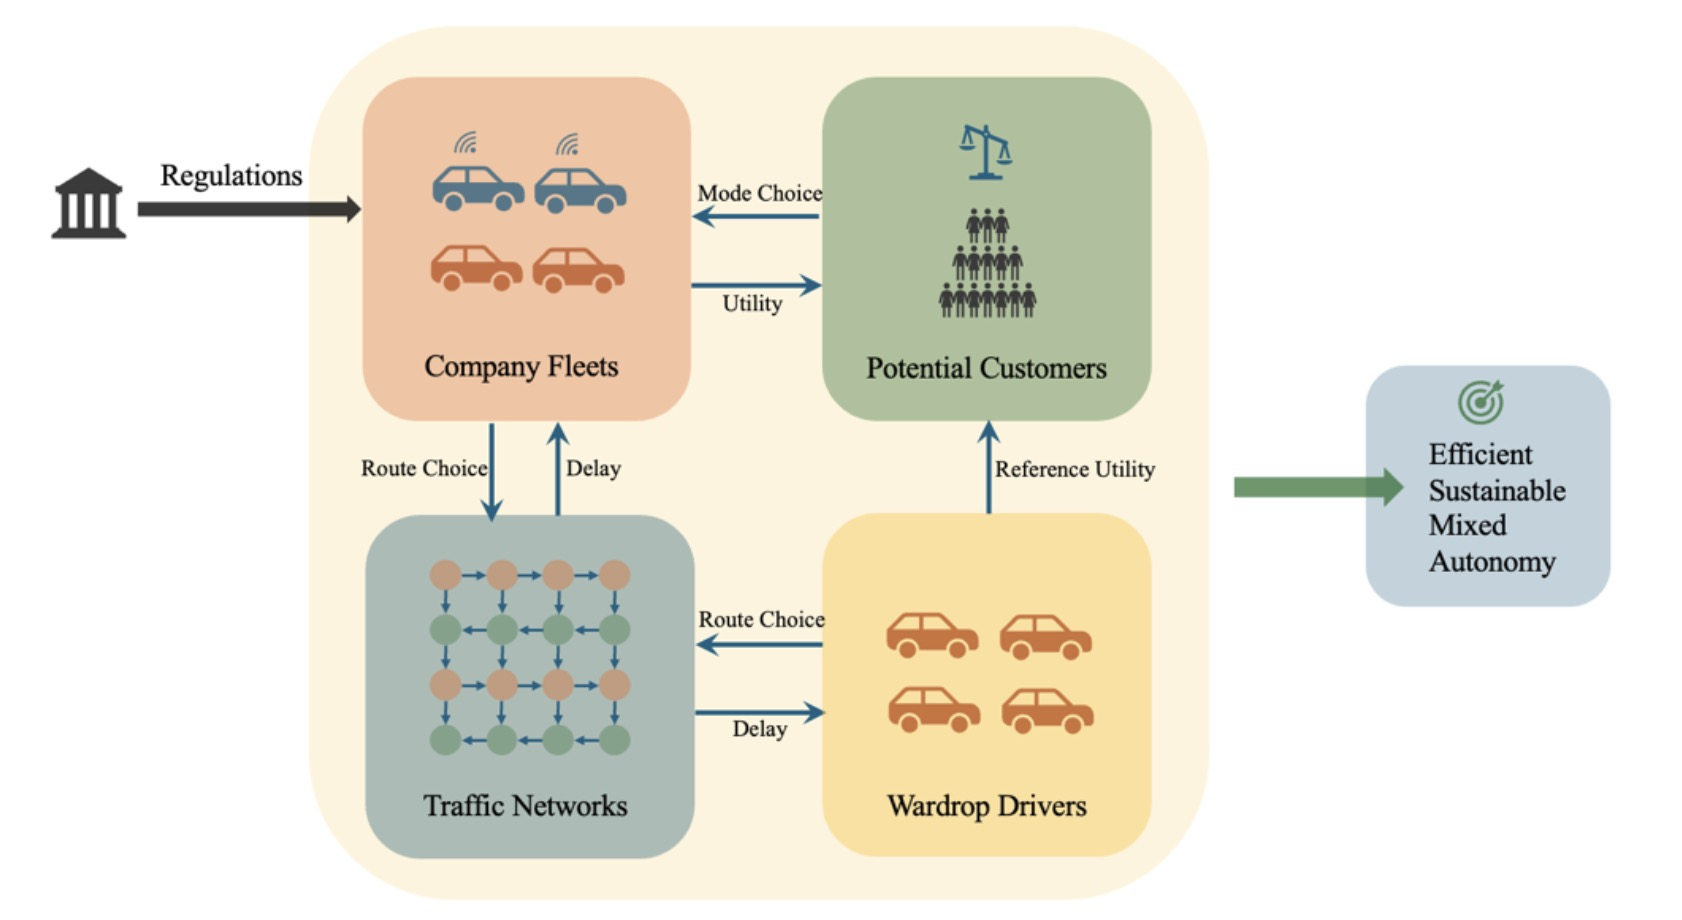 Regulations
Mode Choice
Utility
Company Fleets
Potential Customers
Route Choice
Delay
Reference Utility
Efficient
Sustainable
Mixed
Autonomy
Route Choice
Delay
Traffic Networks
Wardrop Drivers